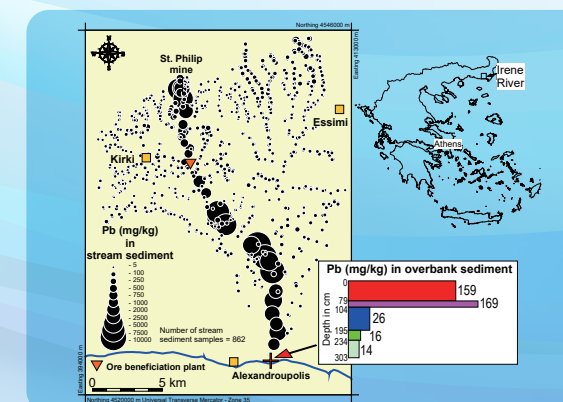 Northing 4546000 m
Easting 413000 m
St. Philip
mine
Essimi
Kirki
Pb (mg/kg)
in
stream sediment
- 5
- 100
- 250
- 500
- 750
- 1000
- 2000
- 2500
- 5000
- 7500
- 10000
Number of stream
sediment samples = 862
Ore beneficiation plant
0 5 km
Alexandroupolis
Easting 394000 m
Northing 4520000 m Universal Transverse Mercator - Zone 35
Irene
River
Athens
Pb (mg/kg) in overbank sediment
Depth in cm
0
79
104
195
234
303
159
169
26
16
14